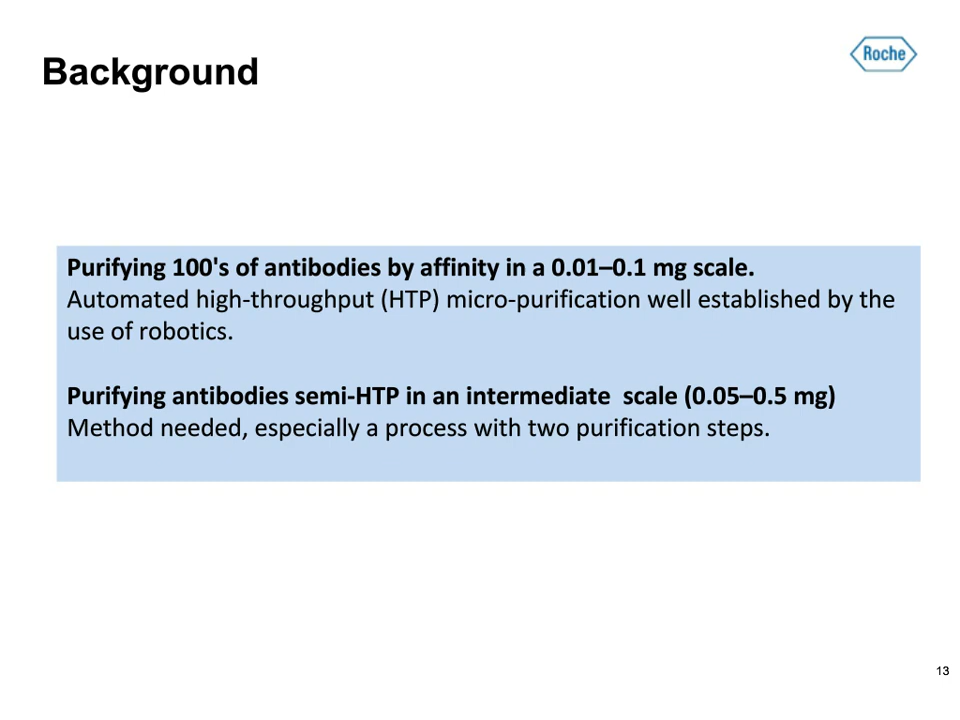 Background
Roche
Purifying 100's of antibodies by affinity in a 0.01–0.1 mg scale.
Automated high-throughput (HTP) micro-purification well established by the
use of robotics.
Purifying antibodies semi-HTP in an intermediate  scale (0.05–0.5 mg)
Method needed, especially a process with two purification steps.
13